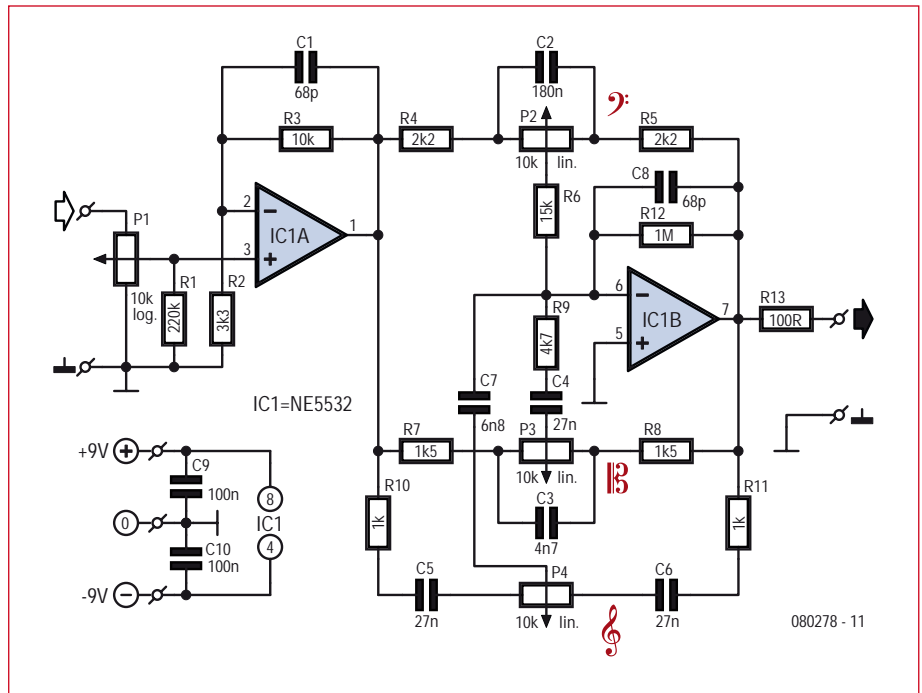 C1
68p
C2
180n
R3
10k
R4
2k2
P2
10k lin.
R5
2k2
C8
68p
R6
15k
R12
1M
P1
10k
log.
2
3
1
IC1A
R1
220k
R2
3k3
6
5
7
IC1B
R13
100R
R9
4k7
C7
6n8
C4
27n
IC1=NE5532
R7
1k5
P3
10k lin.
R8
1k5
C3
4n7
+9V
C9
100n
8
0
IC1
C10
100n
4
-9V
R10
1k
R11
1k
C5
27n
P4
10k lin.
C6
27n
080278 - 11